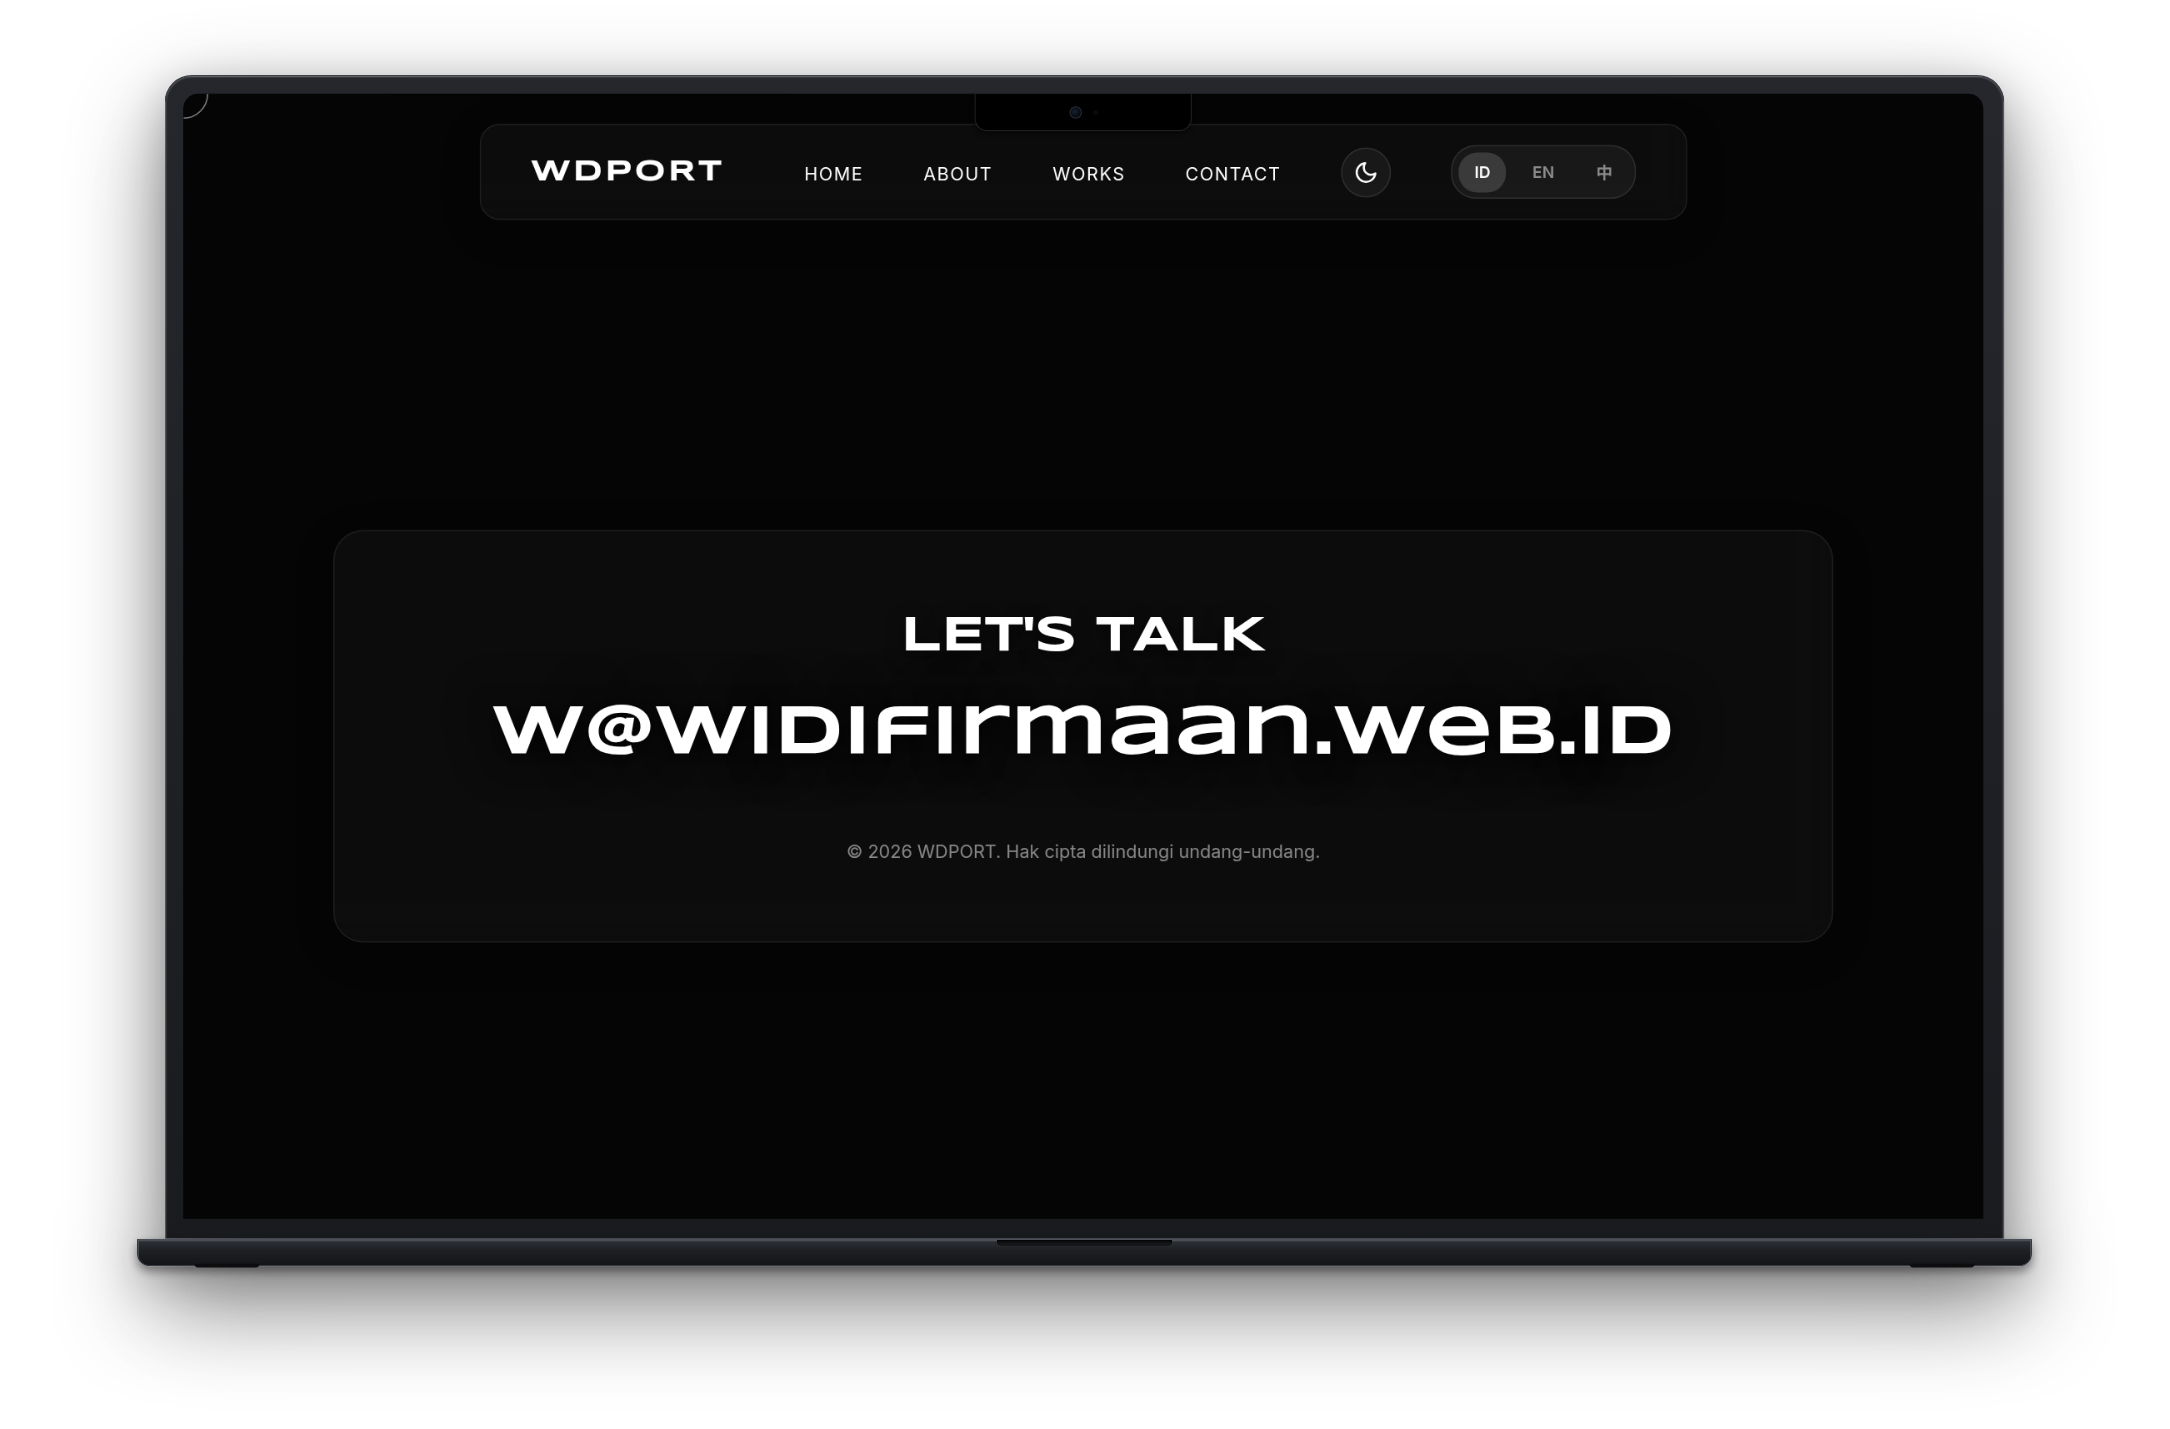 WDPORT
HOME ABOUT WORKS CONTACT
ID EN 中
LET'S TALK
W@WIDIFIrmaan.WeB.ID
© 2026 WDPORT. Hak cipta dilindungi undang-undang.